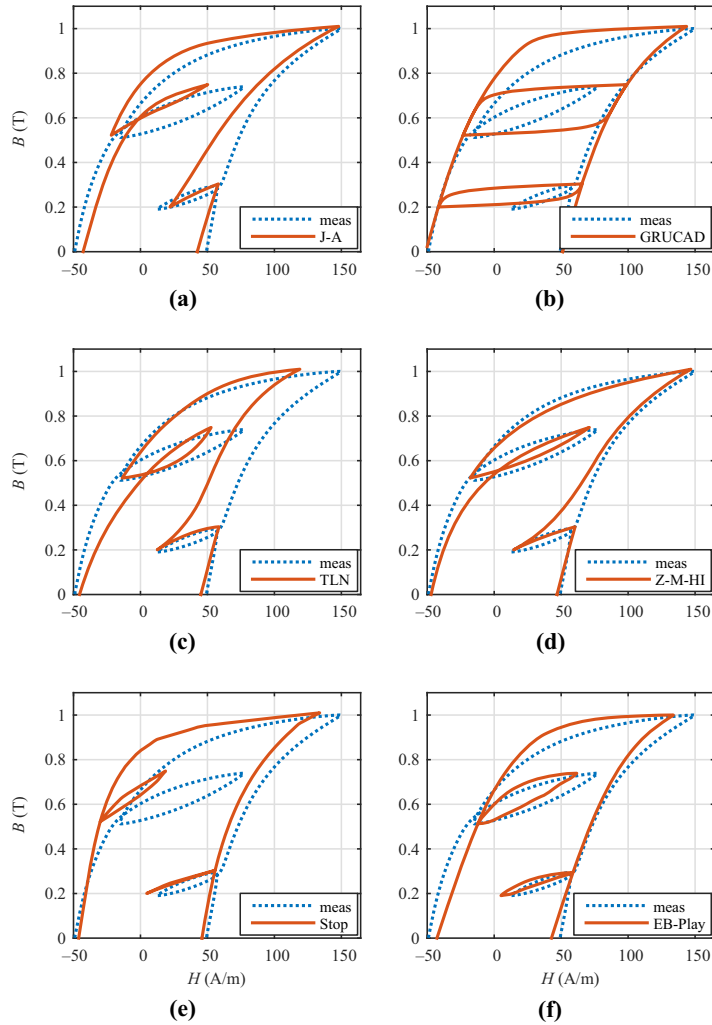 1
0.8
0.6
0.4
0.2
0
B (T)
meas
J-A
−50
0
50
100
150
(a)
1
0.8
0.6
0.4
0.2
0
meas
GRUCAD
−50
0
50
100
150
(b)
1
0.8
0.6
0.4
0.2
0
B (T)
meas
TLN
−50
0
50
100
150
(c)
1
0.8
0.6
0.4
0.2
0
meas
Z-M-HI
−50
0
50
100
150
(d)
1
0.8
0.6
0.4
0.2
0
B (T)
meas
Stop
−50
0
50
100
150
H (A/m)
(e)
1
0.8
0.6
0.4
0.2
0
meas
EB-Play
−50
0
50
100
150
H (A/m)
(f)